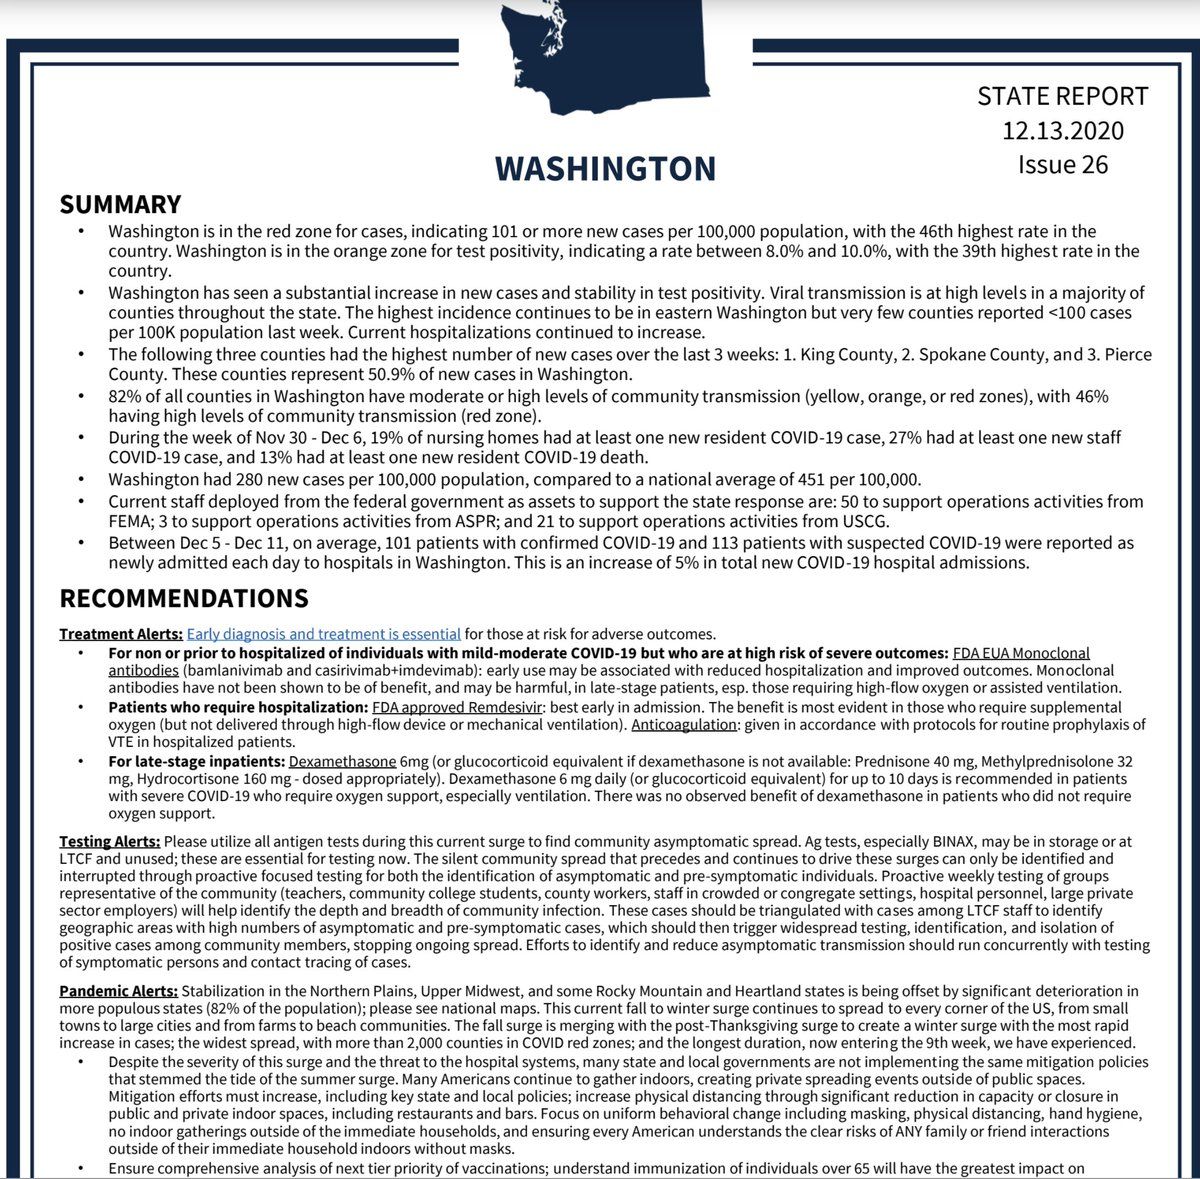 STATE REPORT
12.13.2020
Issue 26
WASHINGTON
SUMMARY
• Washington is in the red zone for cases, indicating 101 or more new cases per 100,000 population, with the 46th highest rate in the
country. Washington is in the orange zone for test positivity, indicating a rate between 8.0% and 10.0%, with the 39th highest rate in the
country.
• Washington has seen a substantial increase in new cases and stability in test positivity. Viral transmission is at high levels in a majority of
counties throughout the state. The highest incidence continues to be in eastern Washington but very few counties reported <100 cases
per 100K population last week. Current hospitalizations continued to increase.
• The following three counties had the highest number of new cases over the last 3 weeks: 1. King County, 2. Spokane County, and 3. Pierce
County. These counties represent 50.9% of new cases in Washington.
• 82% of all counties in Washington have moderate or high levels of community transmission (yellow, orange, or red zones), with 46%
having high levels of community transmission (red zone).
• During the week of Nov 30 - Dec 6, 19% of nursing homes had at least one new resident COVID-19 case, 27% had at least one new staff
COVID-19 case, and 13% had at least one new resident COVID-19 death.
• Washington had 280 new cases per 100,000 population, compared to a national average of 451 per 100,000.
• Current staff deployed from the federal government as assets to support the state response are: 50 to support operations activities from
FEMA; 3 to support operations activities from ASPR; and 21 to support operations activities from USCG.
• Between Dec 5 - Dec 11, on average, 101 patients with confirmed COVID-19 and 113 patients with suspected COVID-19 were reported as
newly admitted each day to hospitals in Washington. This is an increase of 5% in total new COVID-19 hospital admissions.
RECOMMENDATIONS
Treatment Alerts: Early diagnosis and treatment is essential for those at risk for adverse outcomes.
• For non or prior to hospitalized of individuals with mild-moderate COVID-19 but who are at high risk of severe outcomes: FDA EUA Monoclonal
antibodies (bamlanivimab and casirivimab+imdevimab): early use may be associated with reduced hospitalization and improved outcomes. Monoclonal
antibodies have not been shown to be of benefit, and may be harmful, in late-stage patients, esp. those requiring high-flow oxygen or assisted ventilation.
• Patients who require hospitalization: FDA approved Remdesivir: best early in admission. The benefit is most evident in those who require supplemental
oxygen (but not delivered through high-flow device or mechanical ventilation). Anticoagulation: given in accordance with protocols for routine prophylaxis of
VTE in hospitalized patients.
• For late-stage inpatients: Dexamethasone 6mg (or glucocorticoid equivalent if dexamethasone is not available: Prednisone 40 mg, Methylprednisolone 32
mg, Hydrocortisone 160 mg - dosed appropriately). Dexamethasone 6 mg daily (or glucocorticoid equivalent) for up to 10 days is recommended in patients
with severe COVID-19 who require oxygen support, especially ventilation. There was no observed benefit of dexamethasone in patients who did not require
oxygen support.
Testing Alerts: Please utilize all antigen tests during this current surge to find community asymptomatic spread. Ag tests, especially BINAX, may be in storage or at
LTCF and unused; these are essential for testing now. The silent community spread that precedes and continues to drive these surges can only be identified and
interrupted through proactive focused testing for both the identification of asymptomatic and pre-symptomatic individuals. Proactive weekly testing of groups
representative of the community (teachers, community college students, county workers, staff in crowded or congregate settings, hospital personnel, large private
sector employers) will help identify the depth and breadth of community infection. These cases should be triangulated with cases among LTCF staff to identify
geographic areas with high numbers of asymptomatic and pre-symptomatic cases, which should then trigger widespread testing, identification, and isolation of
positive cases among community members, stopping ongoing spread. Efforts to identify and reduce asymptomatic transmission should run concurrently with testing
of symptomatic persons and contact tracing of cases.
Pandemic Alerts: Stabilization in the Northern Plains, Upper Midwest, and some Rocky Mountain and Heartland states is being offset by significant deterioration in
more populous states (82% of the population); please see national maps. This current fall to winter surge continues to spread to every corner of the US, from small
towns to large cities and from farms to beach communities. The fall surge is merging with the post-Thanksgiving surge to create a winter surge with the most rapid
increase in cases; the widest spread, with more than 2,000 counties in COVID red zones; and the longest duration, now entering the 9th week, we have experienced.
• Despite the severity of this surge and the threat to the hospital systems, many state and local governments are not implementing the same mitigation policies
that stemmed the tide of the summer surge. Many Americans continue to gather indoors, creating private spreading events outside of public spaces.
Mitigation efforts must increase, including key state and local policies; increase physical distancing through significant reduction in capacity or closure in
public and private indoor spaces, including restaurants and bars. Focus on uniform behavioral change including masking, physical distancing, hand hygiene,
no indoor gatherings outside of the immediate households, and ensuring every American understands the clear risks of ANY family or friend interactions
outside of their immediate household indoors without masks.
• Ensure comprehensive analysis of next tier priority of vaccinations; understand immunization of individuals over 65 will have the greatest impact on